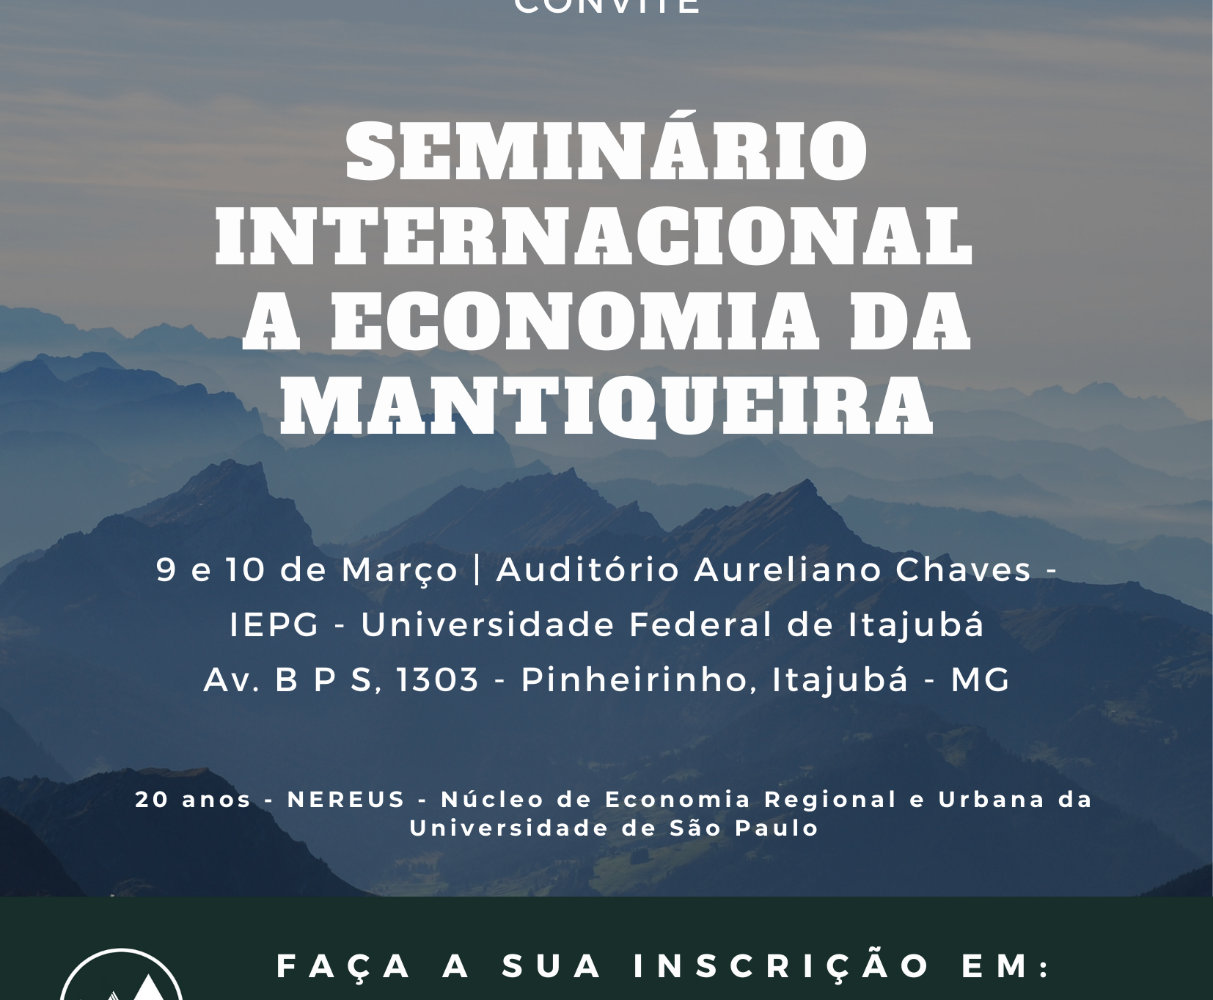 CONVITE
SEMINÁRIO
INTERNACIONAL
A ECONOMIA DA
MANTIQUEIRA
9 e 10 de Março | Auditório Aureliano Chaves -
IEPG - Universidade Federal de Itajubá
Av. B P S, 1303 - Pinheirinho, Itajubá - MG
20 anos - NEREUS - Núcleo de Economia Regional e Urbana da
Universidade de São Paulo
FAÇA A SUA INSCRIÇÃO EM: